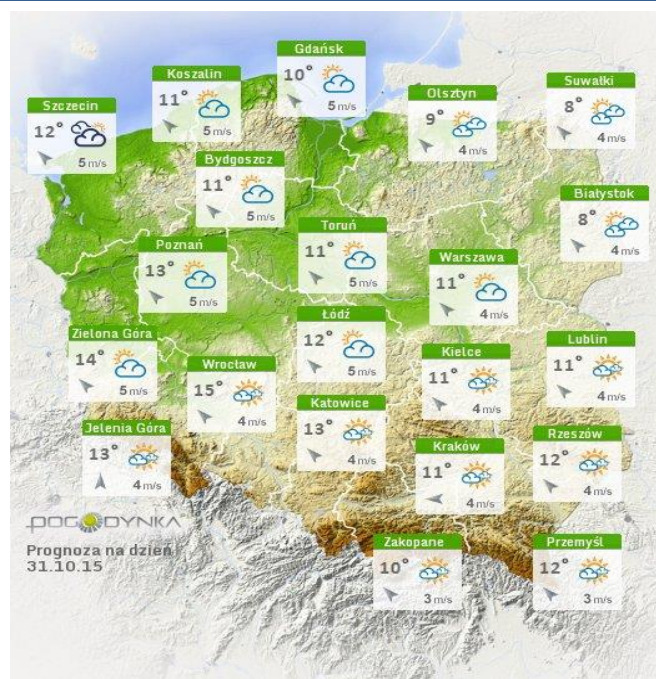 Gdańsk
10°
5 m/s
Koszalin
11°
5 m/s
Suwałki
8°
4 m/s
Olsztyn
9°
4 m/s
Szczecin
12°
5 m/s
Bydgoszcz
11°
5 m/s
Białystok
8°
4 m/s
Toruń
11°
5 m/s
Poznań
13°
5 m/s
Warszawa
11°
4 m/s
Łódź
12°
5 m/s
Zielona Góra
14°
5 m/s
Lublin
11°
4 m/s
Kielce
11°
4 m/s
Wrocław
15°
4 m/s
Katowice
13°
4 m/s
Jelenia Góra
13°
4 m/s
Rzeszów
12°
4 m/s
Kraków
11°
4 m/s
POGODYNKA
Prognoza na dzień
31.10.15
Zakopane
10°
3 m/s
Przemyśl
12°
3 m/s